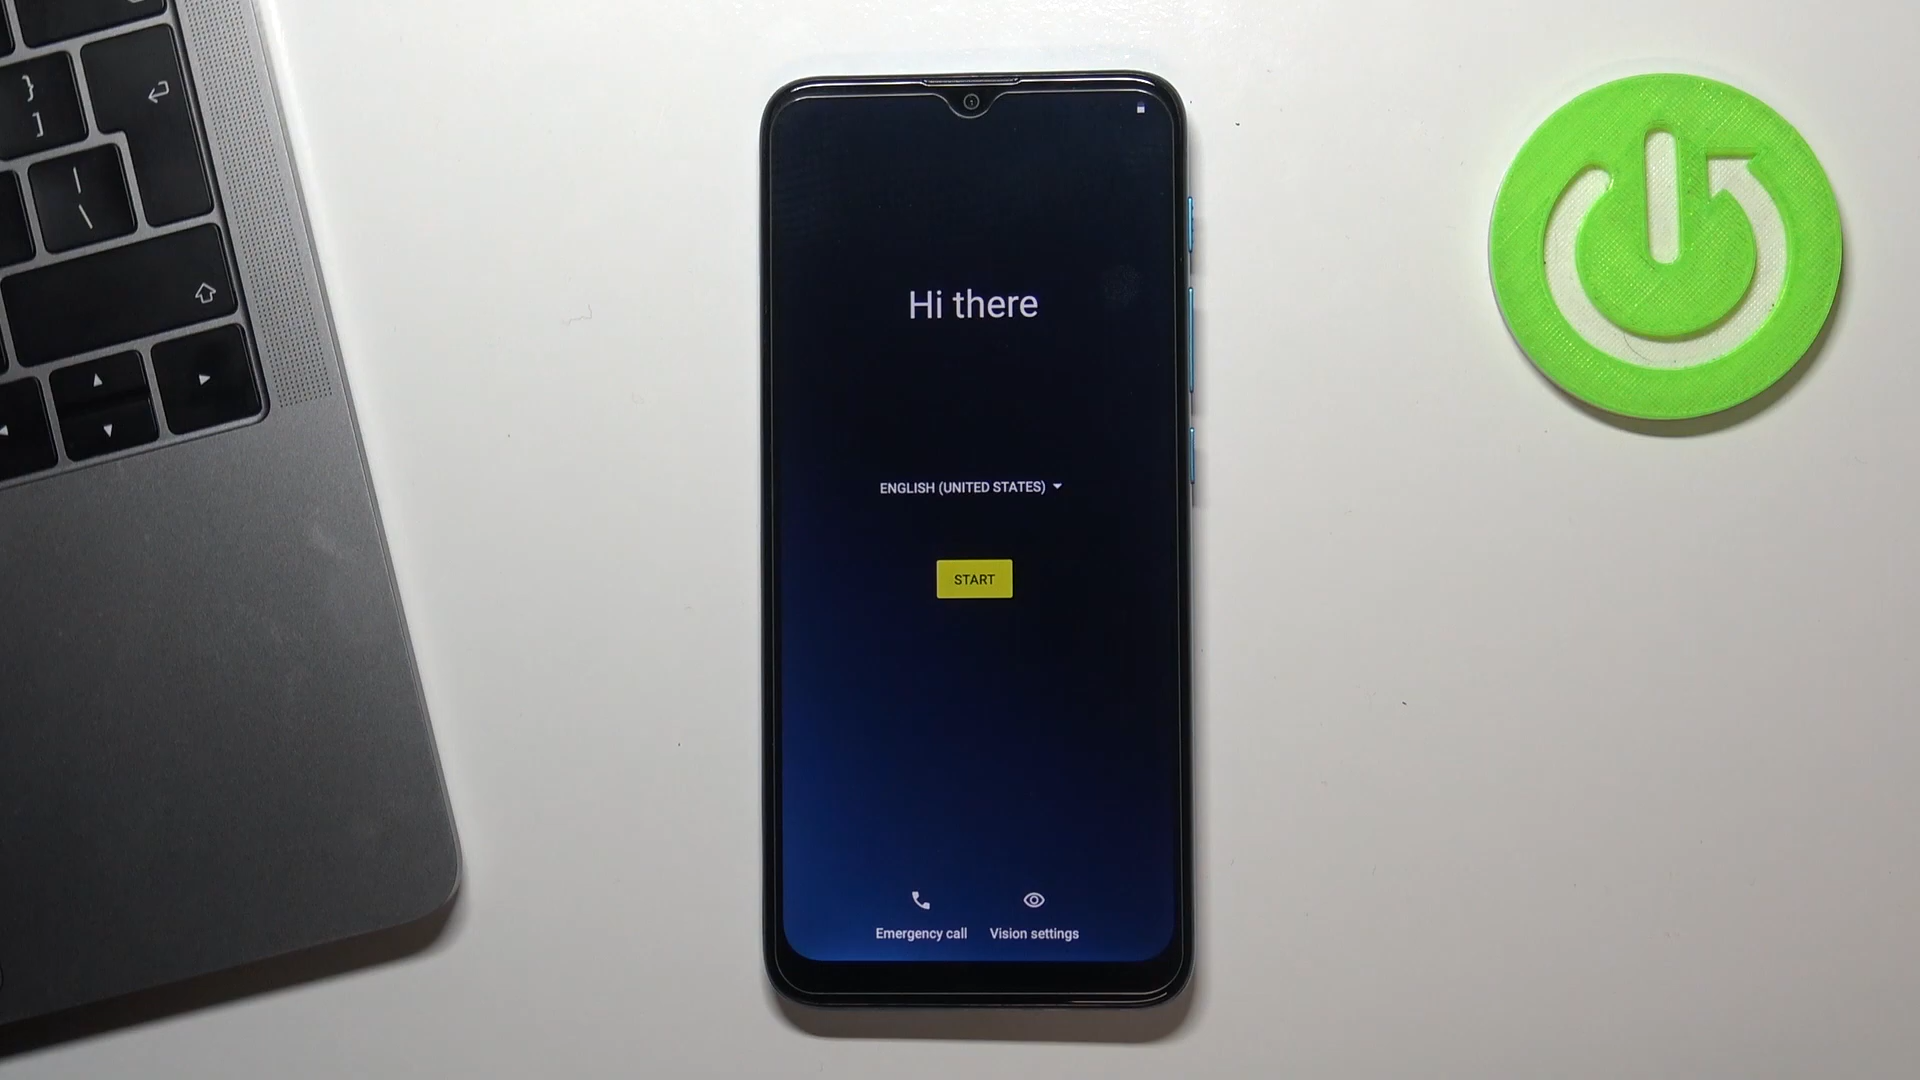 }
]
|
\
Hi there
ENGLISH (UNITED STATES)
START
Emergency call
Vision settings